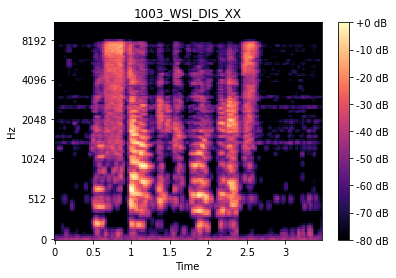 1003_WSI_DIS_XX
8192
4096
2048
1024
512
0
Hz
0
0.5
1
1.5
2
2.5
3
Time
+0 dB
-10 dB
-20 dB
-30 dB
-40 dB
-50 dB
-60 dB
-70 dB
-80 dB